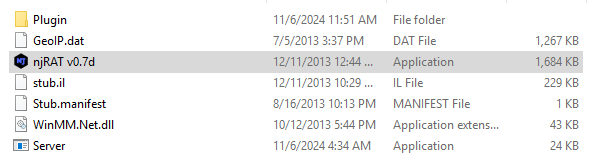 Plugin 11/6/2024 11:51 AM File folder
GeoIP.dat 7/5/2013 3:37 PM DAT File 1,267 KB
njRAT v0.7d 12/11/2013 12:44 ... Application 1,684 KB
stub.il 12/11/2013 10:29 ... IL File 229 KB
Stub.manifest 8/16/2013 10:13 PM MANIFEST File 1 KB
WinMM.Net.dll 10/12/2013 5:44 PM Application extens... 43 KB
Server 11/6/2024 4:34 AM Application 24 KB